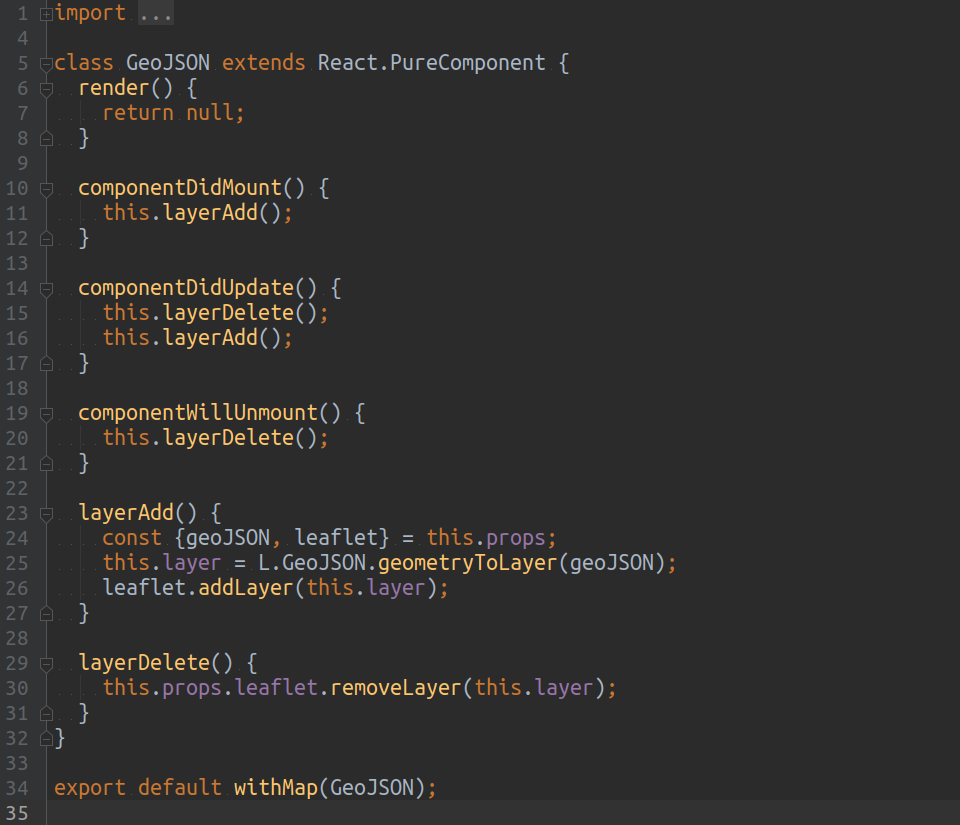 1 import ...
4
5 class GeoJSON extends React.PureComponent {
6   render() {
7     return null;
8   }
9
10   componentDidMount() {
11     this.layerAdd();
12   }
13
14   componentDidUpdate() {
15     this.layerDelete();
16     this.layerAdd();
17   }
18
19   componentWillUnmount() {
20     this.layerDelete();
21   }
22
23   layerAdd() {
24     const {geoJSON, leaflet} = this.props;
25     this.layer = L.GeoJSON.geometryToLayer(geoJSON);
26     leaflet.addLayer(this.layer);
27   }
28
29   layerDelete() {
30     this.props.leaflet.removeLayer(this.layer);
31   }
32 }
33
34 export default withMap(GeoJSON);
35